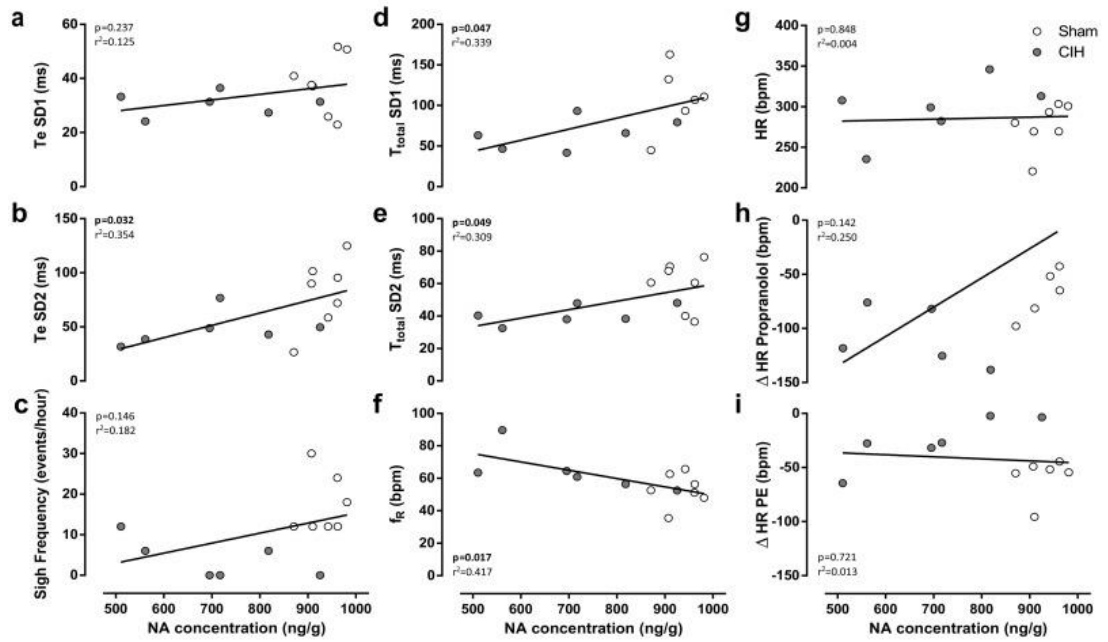 a
p=0.237
r²=0.125
Te SD1 (ms)
60
40
20
0
d
p=0.047
r²=0.339
T_total SD1 (ms)
200
150
100
50
0
g
p=0.848
r²=0.004
HR
(bpm)
400
350
300
250
200
Sham
CIH
b
p=0.032
r²=0.354
Te SD2 (ms)
150
100
50
0
e
p=0.049
r²=0.309
T_total SD2 (ms)
100
80
60
40
20
0
h
p=0.142
r²=0.250
Δ HR Propranolol (bpm)
0
-50
-100
-150
c
p=0.146
r²=0.182
Sigh Frequency (events/hour)
40
30
20
10
0
500 600 700 800 900 1000
NA concentration (ng/g)
f
p=0.017
r²=0.417
f_R
(bpm)
100
80
60
40
20
0
500 600 700 800 900 1000
NA concentration (ng/g)
i
p=0.721
r²=0.013
Δ HR PE (bpm)
0
-50
-100
-150
500 600 700 800 900 1000
NA concentration (ng/g)